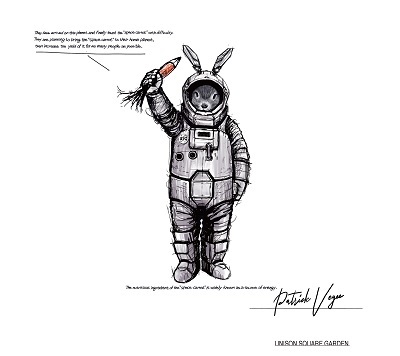 They have arrived on this planet and finally found the "space carrot" with difficulty.
They are planning to bring the "space carrot" to their home planet,
then increase the yield of it for as many people as possible.
The nutritious ingredient of the "space carrot" is widely known as a source of energy.
Patrick Vegee
UNISON SQUARE GARDEN